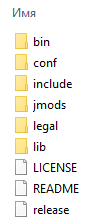 Имя
bin
conf
include
jmods
legal
lib
LICENSE
README
release